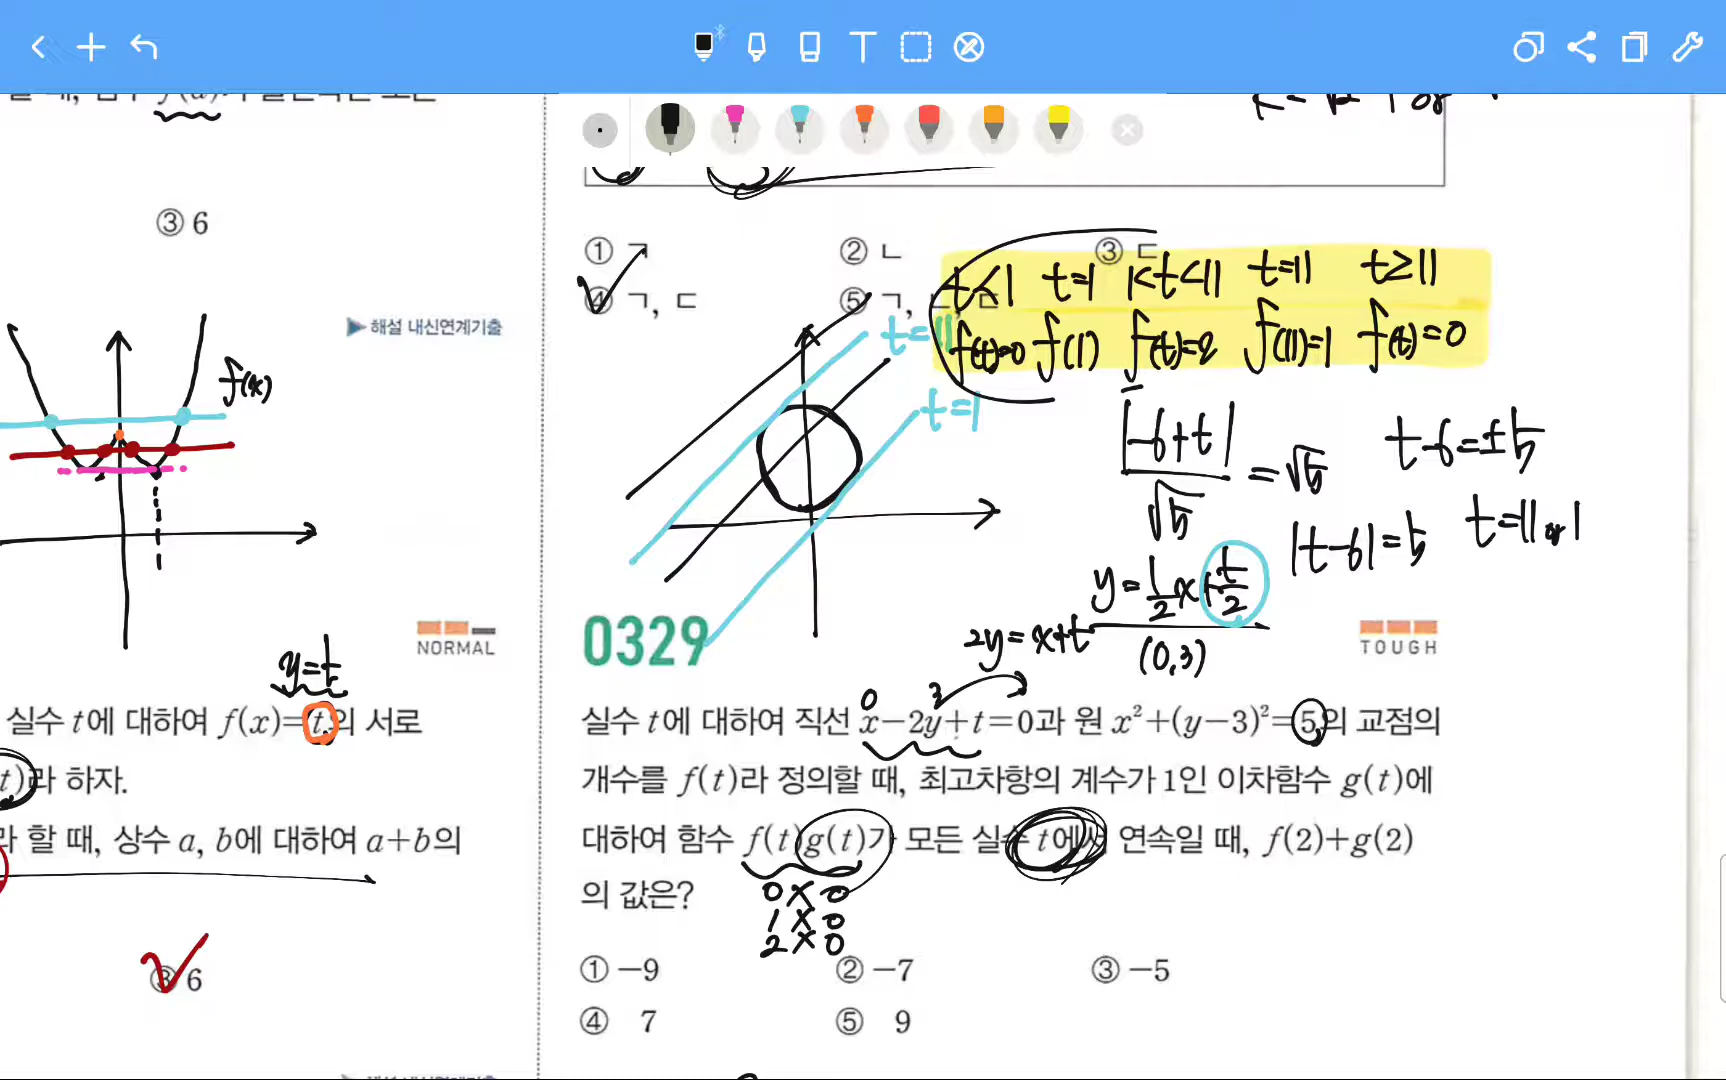 ③ 6
① ㄱ
② ㄴ
③ ㄷ
④ ㄱ, ㄷ
⑤ ㄱ, ㄴ, ㄷ
t<1 t=1 1<t<11 t=11 t≥11
f(t)=0 f(1) f(t)=2 f(11)=1 f(t)=0
▶ 해설 내신연계기출
f(x)
t=11
t=1
|-6+t|
√5
=√5
t-6=±5
|t-6|=5
t=11 or 1
y=1/2x+t/2
2y=x+t
(0,3)
NORMAL
y=t
실수 t에 대하여 f(x)=t의 서로
t)라 하자.
라 할 때, 상수 a, b에 대하여 a+b의
③ 6
0329
TOUGH
0 3
실수 t에 대하여 직선 x-2y+t=0과 원 x²+(y-3)²=5의 교점의
개수를 f(t)라 정의할 때, 최고차항의 계수가 1인 이차함수 g(t)에
대하여 함수 f(t)g(t)가 모든 실수 t에서 연속일 때, f(2)+g(2)
의 값은?
0×0
1×0
2×0
① -9
② -7
③ -5
④ 7
⑤ 9